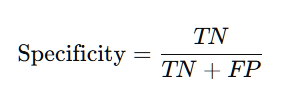 Specificity = TN / TN + FP